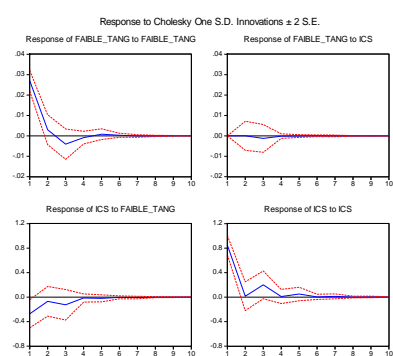 Response to Cholesky One S.D. Innovations ± 2 S.E.
Response of FAIBLE_TANG to FAIBLE_TANG
.04
.03
.02
.01
.00
-.01
-.02
1 2 3 4 5 6 7 8 9 10
Response of FAIBLE_TANG to ICS
.04
.03
.02
.01
.00
-.01
-.02
1 2 3 4 5 6 7 8 9 10
Response of ICS to FAIBLE_TANG
1.2
0.8
0.4
0.0
-0.4
-0.8
1 2 3 4 5 6 7 8 9 10
Response of ICS to ICS
1.2
0.8
0.4
0.0
-0.4
-0.8
1 2 3 4 5 6 7 8 9 10